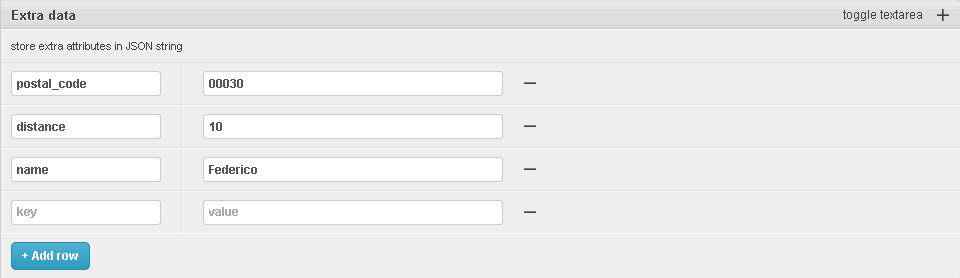 Extra data toggle textarea +
store extra attributes in JSON string
postal_code 00030 −
distance 10 −
name Federico −
key value −
+ Add row